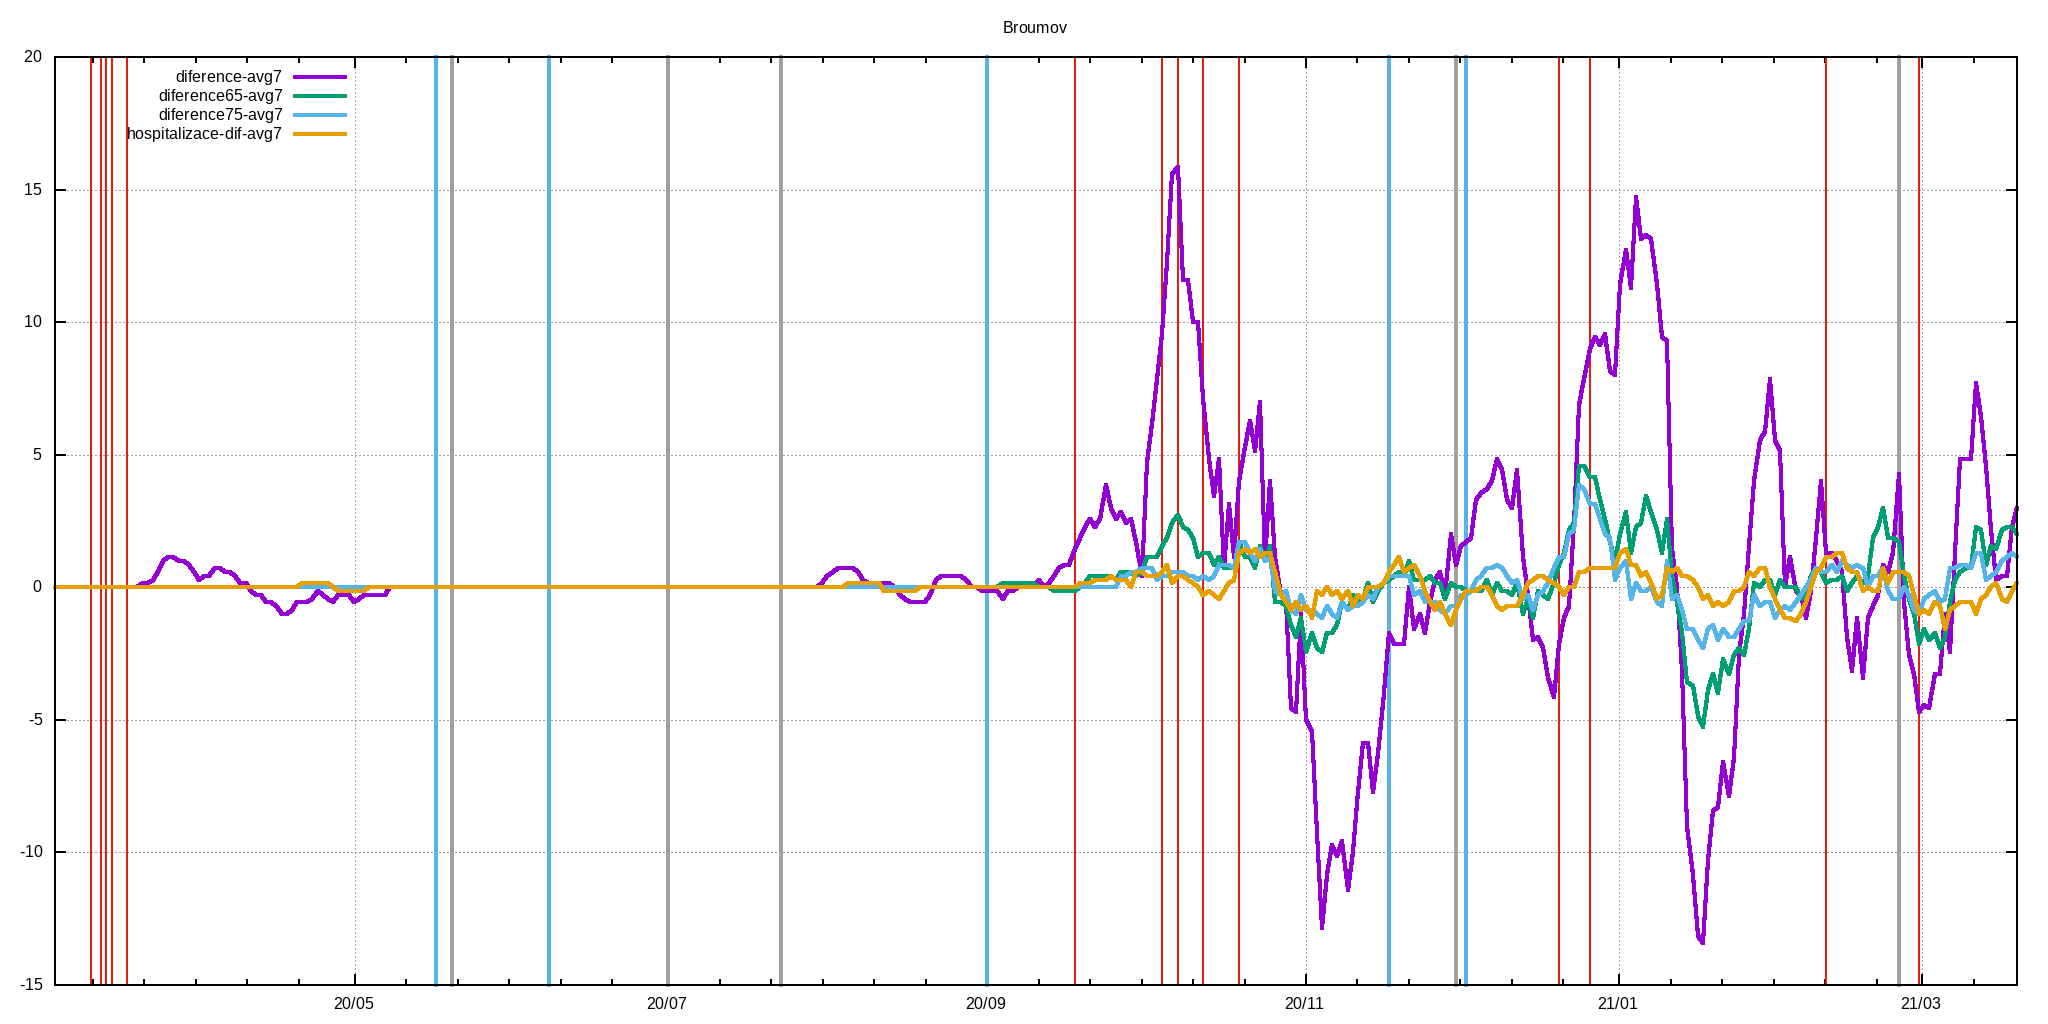 Broumov
20
diference-avg7
diference65-avg7
diference75-avg7
hospitalizace-dif-avg7
15
10
5
0
-5
-10
-15
20/05 20/07 20/09 20/11 21/01 21/03